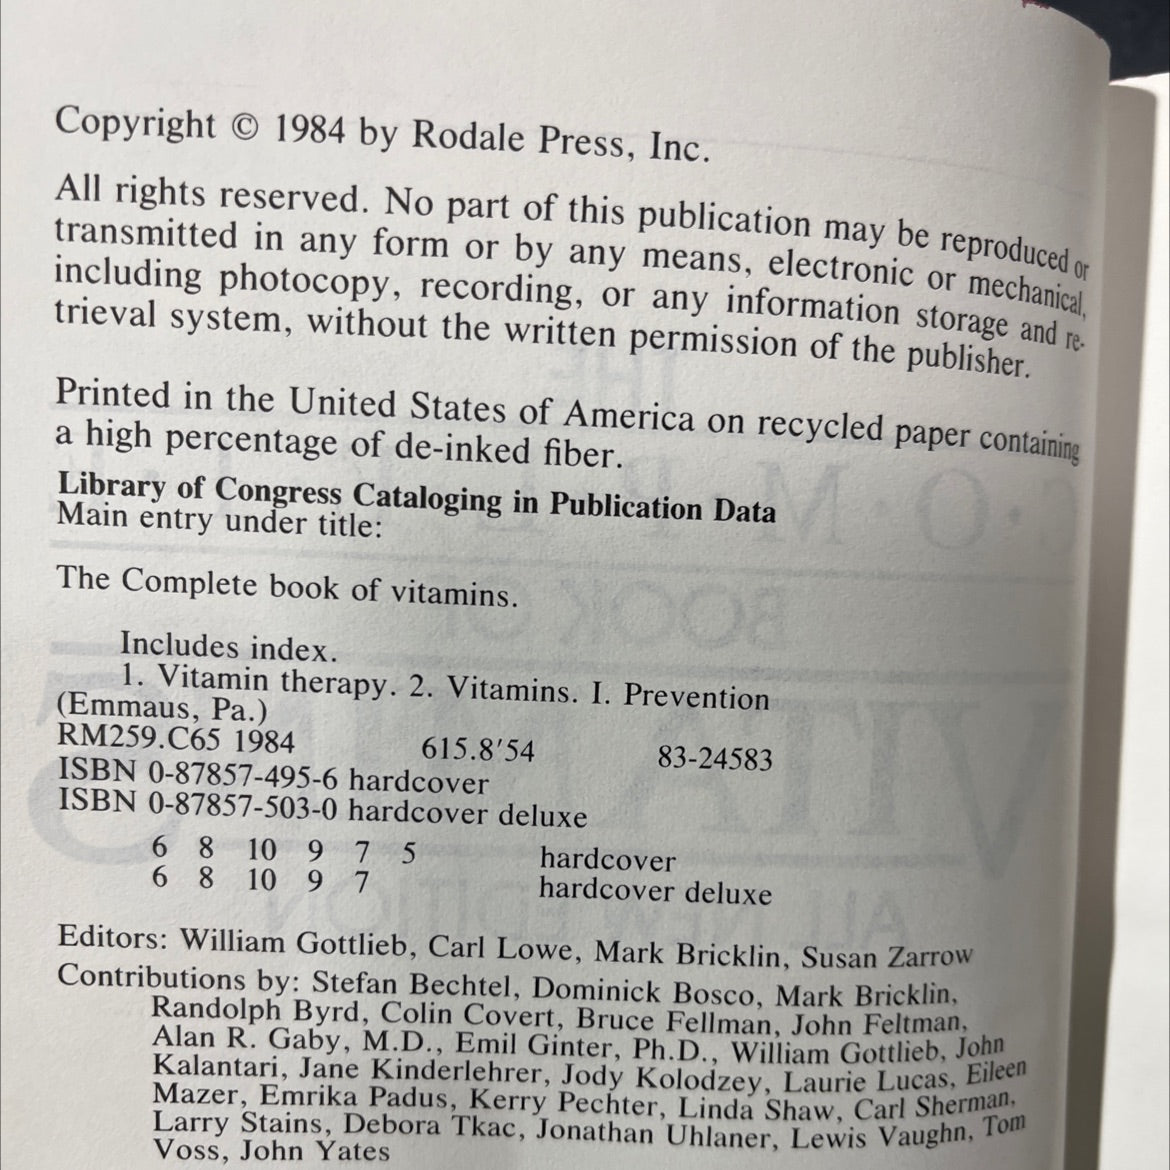 Copyright © 1984 by Rodale Press, Inc.
All rights reserved. No part of this publication may be reproduced or
transmitted in any form or by any means, electronic or mechanical,
including photocopy, recording, or any information storage and re-
trieval system, without the written permission of the publisher.
Printed in the United States of America on recycled paper containing
a high percentage of de-inked fiber.
Library of Congress Cataloging in Publication Data
Main entry under title:
The Complete book of vitamins.
Includes index.
1. Vitamin therapy. 2. Vitamins. I. Prevention
(Emmaus, Pa.)
RM259.C65 1984 615.8'54 83-24583
ISBN 0-87857-495-6 hardcover
ISBN 0-87857-503-0 hardcover deluxe
6 8 10 9 7 5 hardcover
6 8 10 9 7 hardcover deluxe
Editors: William Gottlieb, Carl Lowe, Mark Bricklin, Susan Zarrow
Contributions by: Stefan Bechtel, Dominick Bosco, Mark Bricklin,
Randolph Byrd, Colin Covert, Bruce Fellman, John Feltman,
Alan R. Gaby, M.D., Emil Ginter, Ph.D., William Gottlieb, John
Kalantari, Jane Kinderlehrer, Jody Kolodzey, Laurie Lucas, Eileen
Mazer, Emrika Padus, Kerry Pechter, Linda Shaw, Carl Sherman,
Larry Stains, Debora Tkac, Jonathan Uhlaner, Lewis Vaughn, Tom
Voss, John Yates